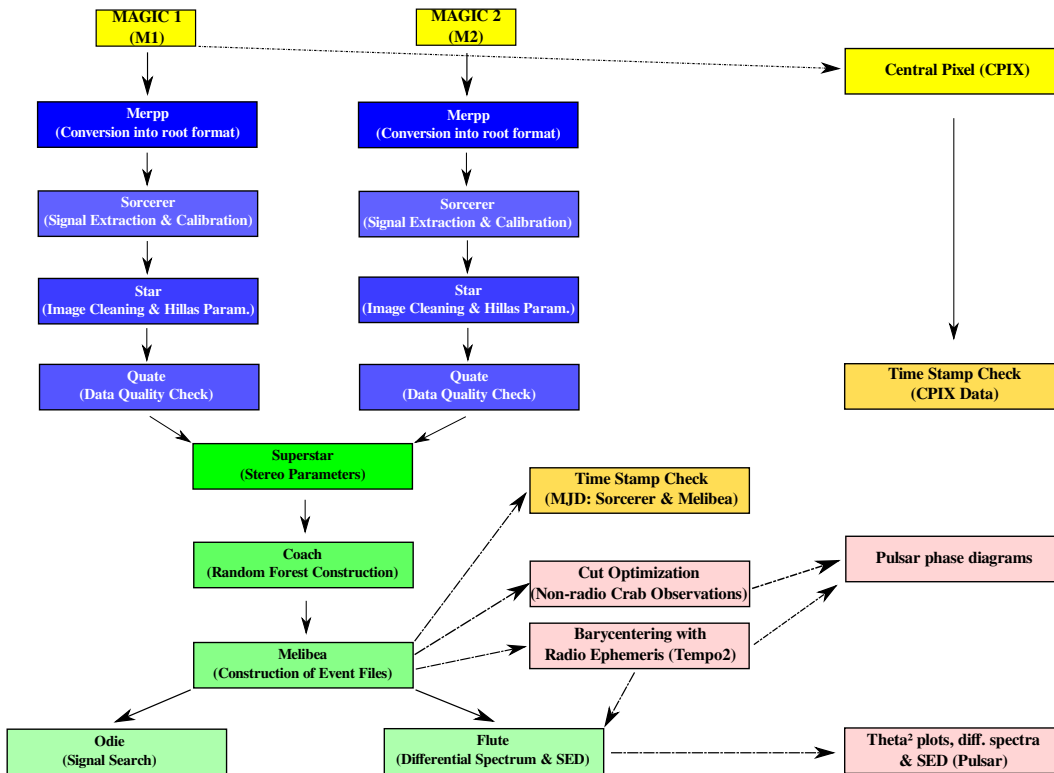 MAGIC 1
(M1)
MAGIC 2
(M2)
Central Pixel (CPIX)
Merpp
(Conversion into root format)
Merpp
(Conversion into root format)
Sorcerer
(Signal Extraction & Calibration)
Sorcerer
(Signal Extraction & Calibration)
Star
(Image Cleaning & Hillas Param.)
Star
(Image Cleaning & Hillas Param.)
Quate
(Data Quality Check)
Quate
(Data Quality Check)
Time Stamp Check
(CPIX Data)
Superstar
(Stereo Parameters)
Time Stamp Check
(MJD: Sorcerer & Melibea)
Coach
(Random Forest Construction)
Cut Optimization
(Non-radio Crab Observations)
Pulsar phase diagrams
Melibea
(Construction of Event Files)
Barycentering with
Radio Ephemeris (Tempo2)
Odie
(Signal Search)
Flute
(Differential Spectrum & SED)
Theta² plots, diff. spectra
& SED (Pulsar)